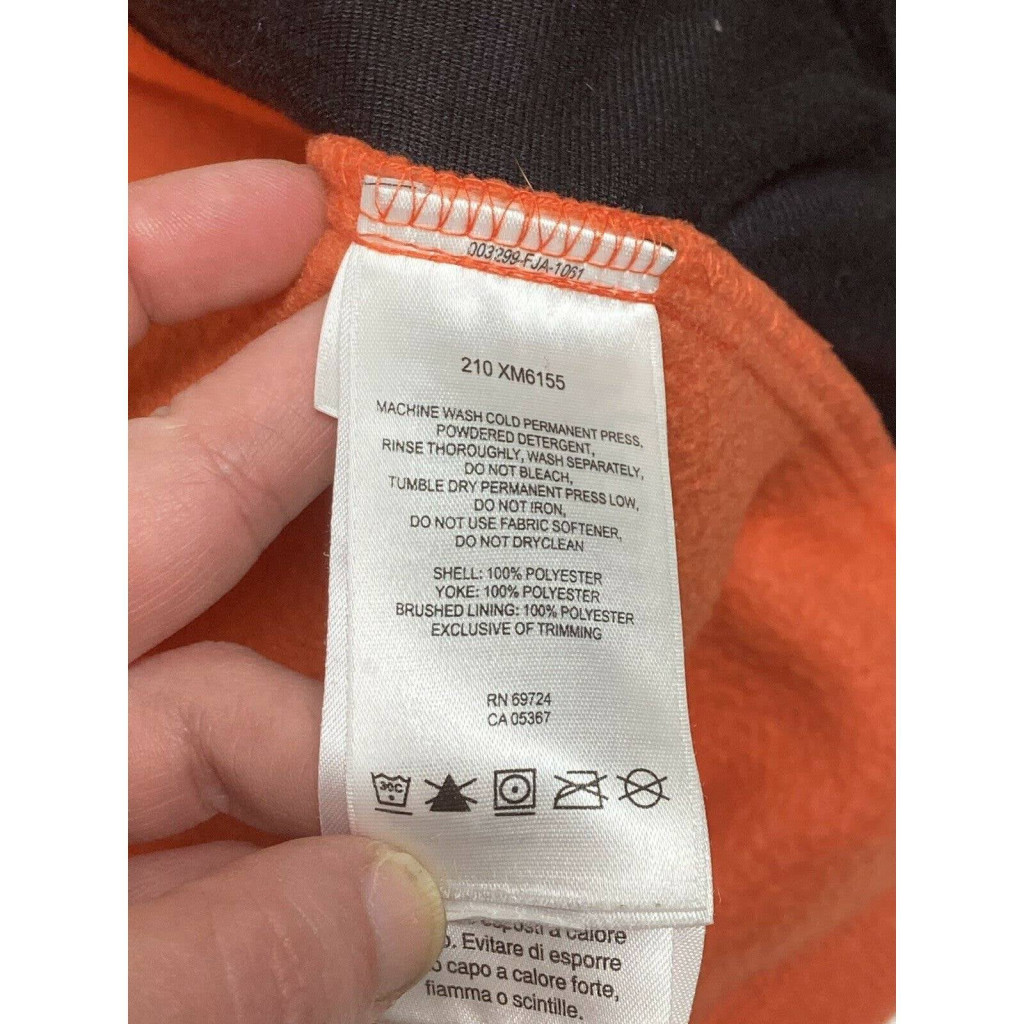 003299-FJA-1061
210 XM6155
MACHINE WASH COLD PERMANENT PRESS,
POWDERED DETERGENT,
RINSE THOROUGHLY, WASH SEPARATELY,
DO NOT BLEACH,
TUMBLE DRY PERMANENT PRESS LOW,
DO NOT IRON,
DO NOT USE FABRIC SOFTENER,
DO NOT DRYCLEAN
SHELL: 100% POLYESTER
YOKE: 100% POLYESTER
BRUSHED LINING: 100% POLYESTER
EXCLUSIVE OF TRIMMING
RN 69724
CA 05367
30C
esposti a calore
. Evitare di esporre
capo a calore forte,
fiamma o scintille.